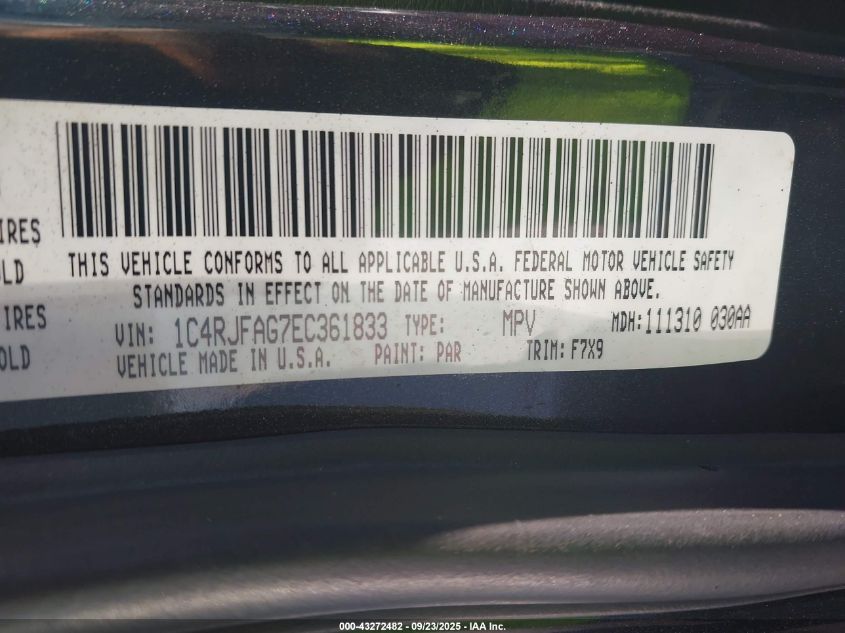 IRES
OLD
IRES
OLD
THIS VEHICLE CONFORMS TO ALL APPLICABLE U.S.A. FEDERAL MOTOR VEHICLE SAFETY
STANDARDS IN EFFECT ON THE DATE OF MANUFACTURE SHOWN ABOVE.
VIN: 1C4RJFAG7EC361833 TYPE: MPV MDH: 111310 030AA
VEHICLE MADE IN U.S.A. PAINT: PAR TRIM: F7X9
000-43272482 - 09/23/2025 - IAA Inc.